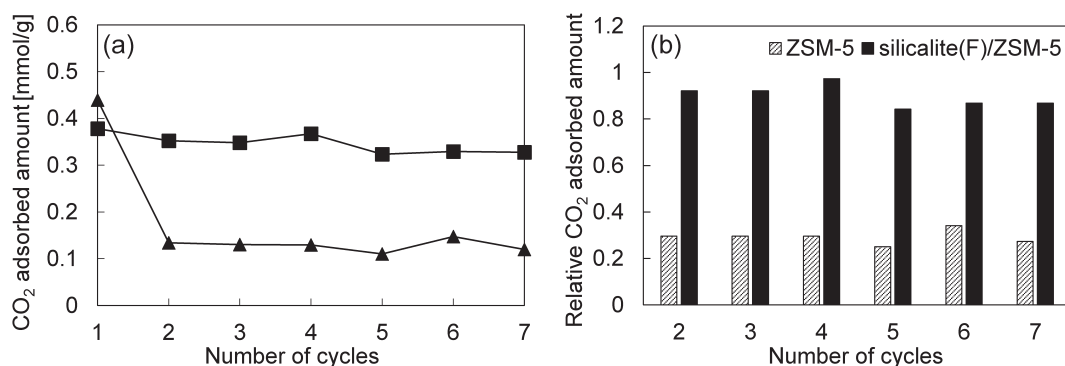 (a)
CO2 adsorbed amount [mmol/g]
0.6
0.5
0.4
0.3
0.2
0.1
0
1 2 3 4 5 6 7
Number of cycles
(b)
ZSM-5 silicalite(F)/ZSM-5
Relative CO2 adsorbed amount
1.2
1
0.8
0.6
0.4
0.2
0
2 3 4 5 6 7
Number of cycles